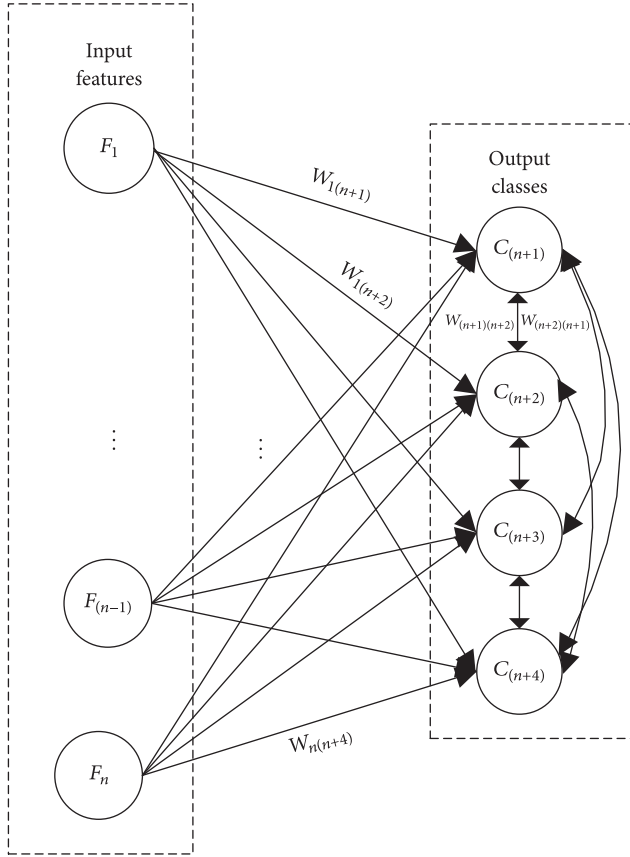 Input
features
F₁
W₁₍ₙ₊₁₎
W₁₍ₙ₊₂₎
⋮
⋮
F₍ₙ₋₁₎
Fₙ
Wₙ₍ₙ₊₄₎
Output
classes
C₍ₙ₊₁₎
W₍ₙ₊₁₎₍ₙ₊₂₎ W₍ₙ₊₂₎₍ₙ₊₁₎
C₍ₙ₊₂₎
C₍ₙ₊₃₎
C₍ₙ₊₄₎